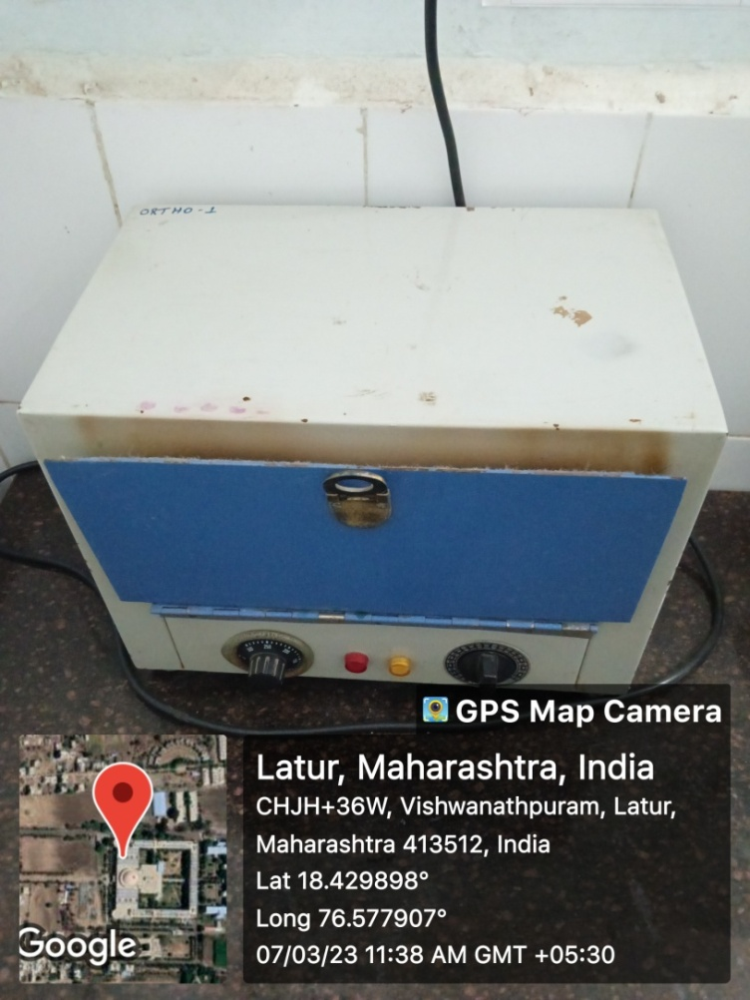 ORTHO-1
GPS Map Camera
Latur, Maharashtra, India
CHJH+36W, Vishwanathpuram, Latur,
Maharashtra 413512, India
Lat 18.429898°
Long 76.577907°
07/03/23 11:38 AM GMT +05:30
Google